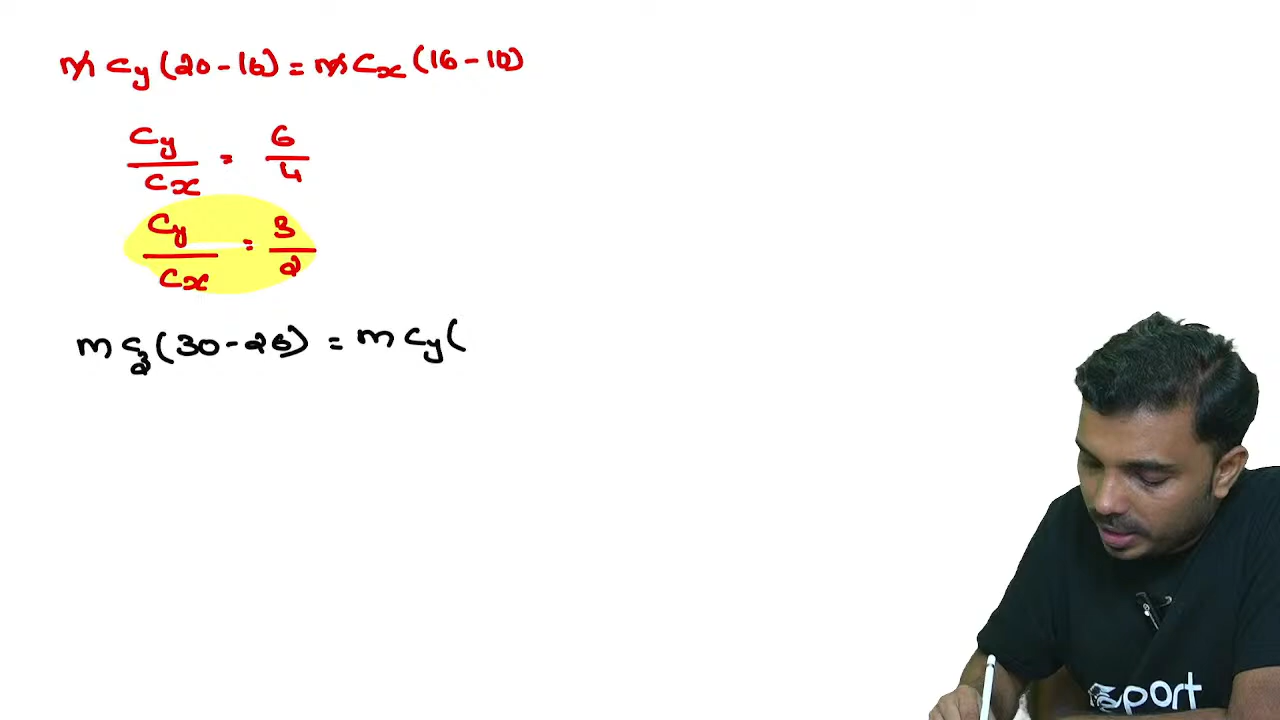 m Cy (20 - 16) = m Cx (16 - 10)
Cy / Cx = 6 / 4
Cy / Cx = 3 / 2
m Cz (30 - 26) = m Cy (
port